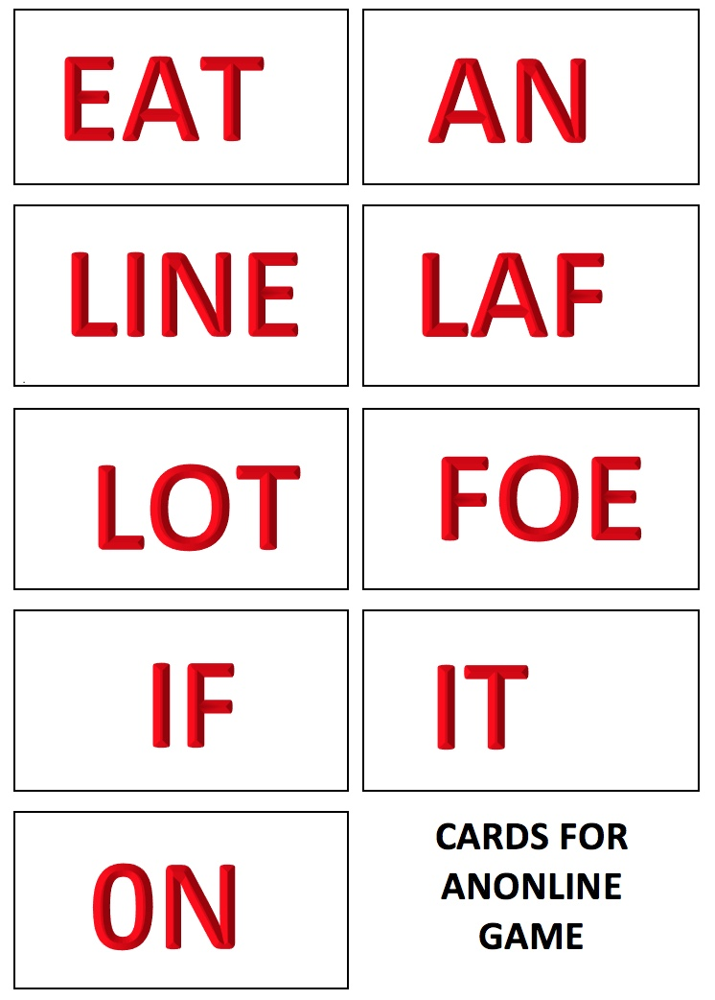 EAT
AN
LINE
LAF
LOT
FOE
IF
IT
0N
CARDS FOR
ANONLINE
GAME